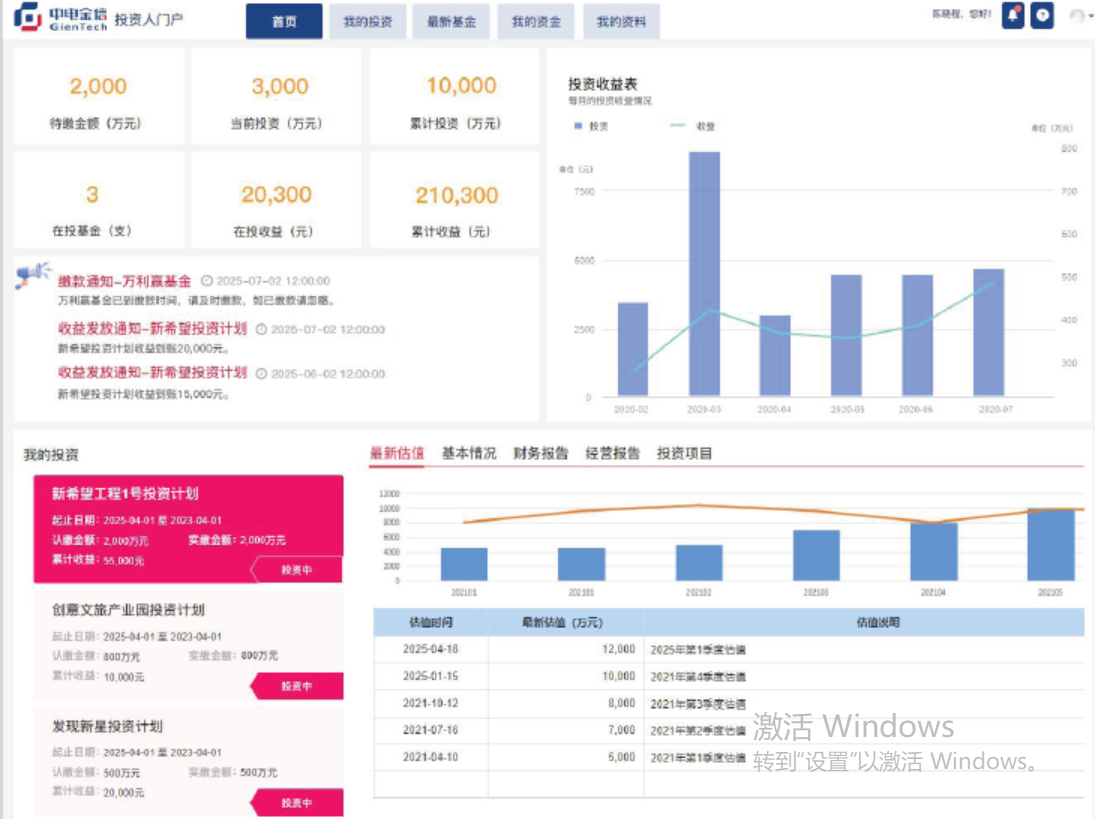 中电金信
GienTech
投资人门户
首页
我的投资
最新基金
我的资金
我的资料
陈晓程，您好！
2,000
待缴金额（万元）
3,000
当前投资（万元）
10,000
累计投资（万元）
3
在投基金（支）
20,300
在投收益（元）
210,300
累计收益（元）
缴款通知-万利赢基金 2025-07-02 12:00:00
万利赢基金已到缴款时间，请及时缴款，如已缴款请忽略。
收益发放通知-新希望投资计划 2025-07-02 12:00:00
新希望投资计划收益到账20,000元。
收益发放通知-新希望投资计划 2025-06-02 12:00:00
新希望投资计划收益到账15,000元。
投资收益表
每月的投资收益情况
投资
收益
单位（万元）
单位（元）
7500
5000
2500
0
800
700
600
500
400
300
2020-02
2020-03
2020-04
2020-05
2020-06
2020-07
我的投资
新希望工程1号投资计划
起止日期：2025-04-01 至 2023-04-01
认缴金额：2,000万元 实缴金额：2,000万元
累计收益：55,000元
投资中
创意文旅产业园投资计划
起止日期：2025-04-01 至 2023-04-01
认缴金额：800万元 实缴金额：800万元
累计收益：10,000元
投资中
发现新星投资计划
起止日期：2025-04-01 至 2023-04-01
认缴金额：500万元 实缴金额：500万元
累计收益：20,000元
投资中
最新估值 基本情况 财务报告 经营报告 投资项目
12000
10000
8000
6000
4000
2000
0
202101
202101
202102
202103
202104
202105
估值时间 最新估值（万元） 估值说明
2025-04-18 12,000 2025年第1季度估值
2025-01-15 10,000 2021年第4季度估值
2021-10-12 8,000 2021年第3季度估值
2021-07-16 7,000 2021年第2季度估值
2021-04-10 5,000 2021年第1季度估值
激活 Windows
转到“设置”以激活 Windows。